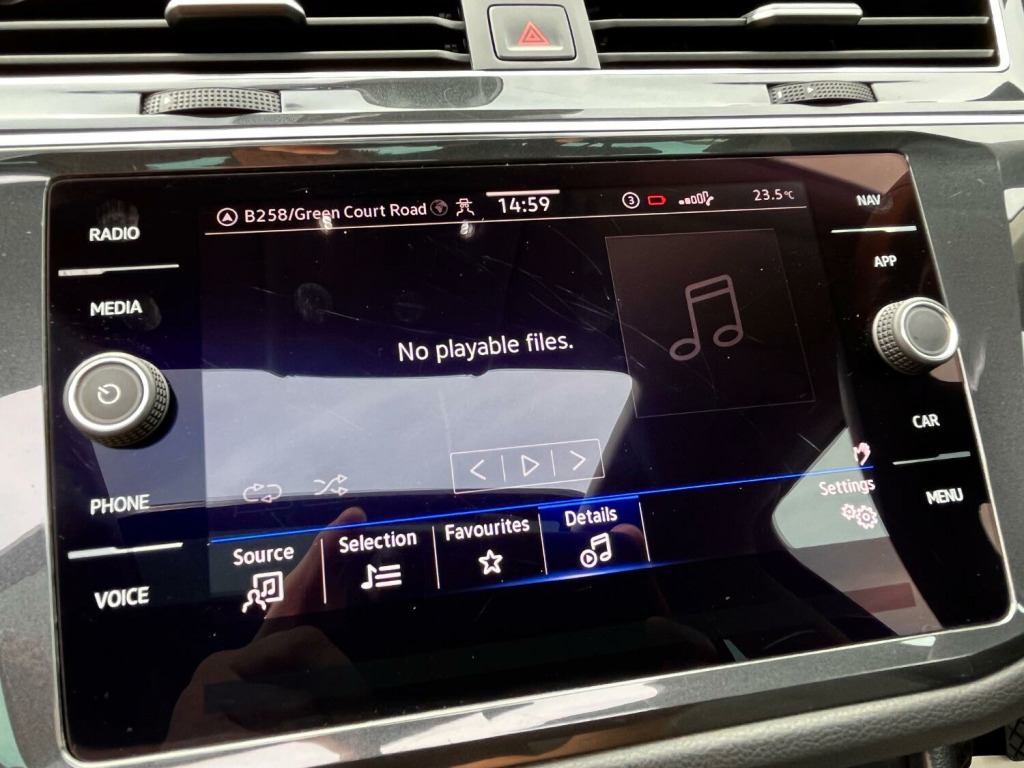 B258/Green Court Road 14:59 3 23.5°C
RADIO
MEDIA
PHONE
VOICE
No playable files.
Source
Selection
Favourites
Details
Settings
NAV
APP
CAR
MENU